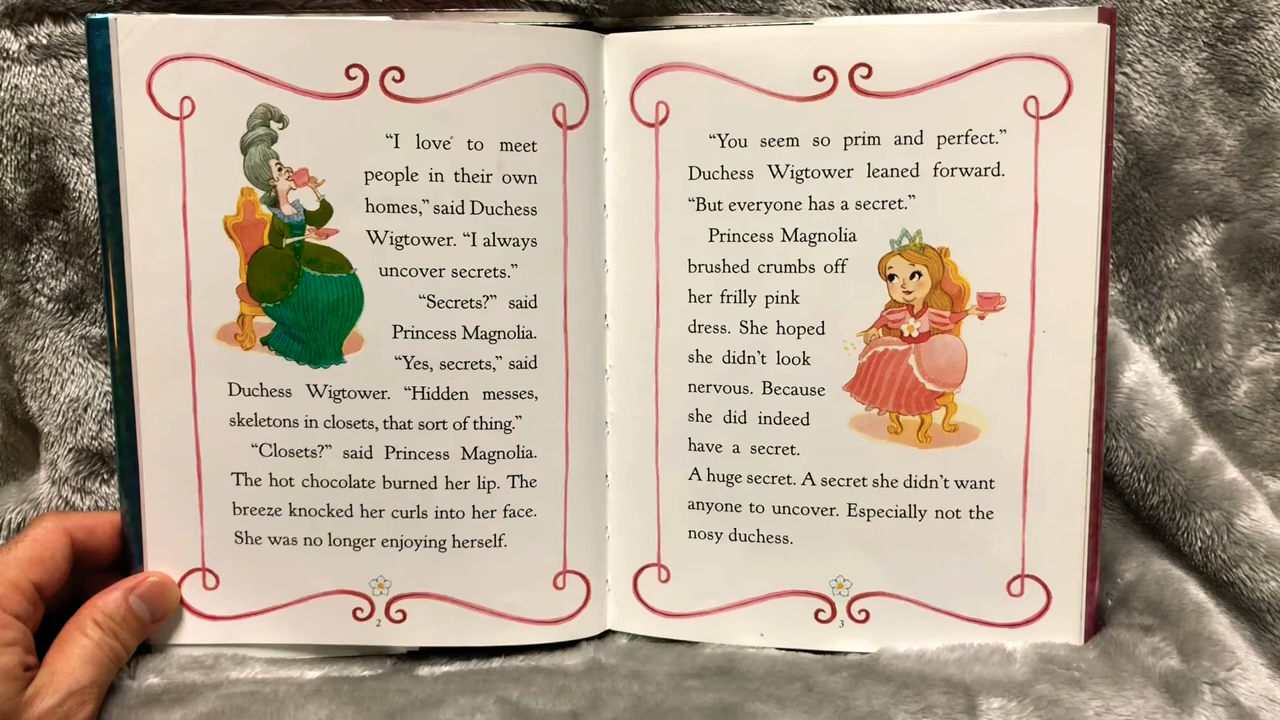 “I love to meet
people in their own
homes,” said Duchess
Wigtower. “I always
uncover secrets.”
“Secrets?” said
Princess Magnolia.
“Yes, secrets,” said
Duchess Wigtower. “Hidden messes,
skeletons in closets, that sort of thing.”
“Closets?” said Princess Magnolia.
The hot chocolate burned her lip. The
breeze knocked her curls into her face.
She was no longer enjoying herself.
2
“You seem so prim and perfect.”
Duchess Wigtower leaned forward.
“But everyone has a secret.”
Princess Magnolia
brushed crumbs off
her frilly pink
dress. She hoped
she didn’t look
nervous. Because
she did indeed
have a secret.
A huge secret. A secret she didn’t want
anyone to uncover. Especially not the
nosy duchess.
3